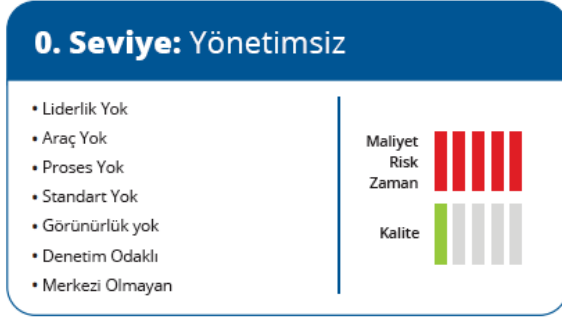 0. Seviye: Yönetimsiz
• Liderlik Yok
• Araç Yok
• Proses Yok
• Standart Yok
• Görünürlük yok
• Denetim Odaklı
• Merkezi Olmayan
Maliyet
Risk
Zaman
Kalite